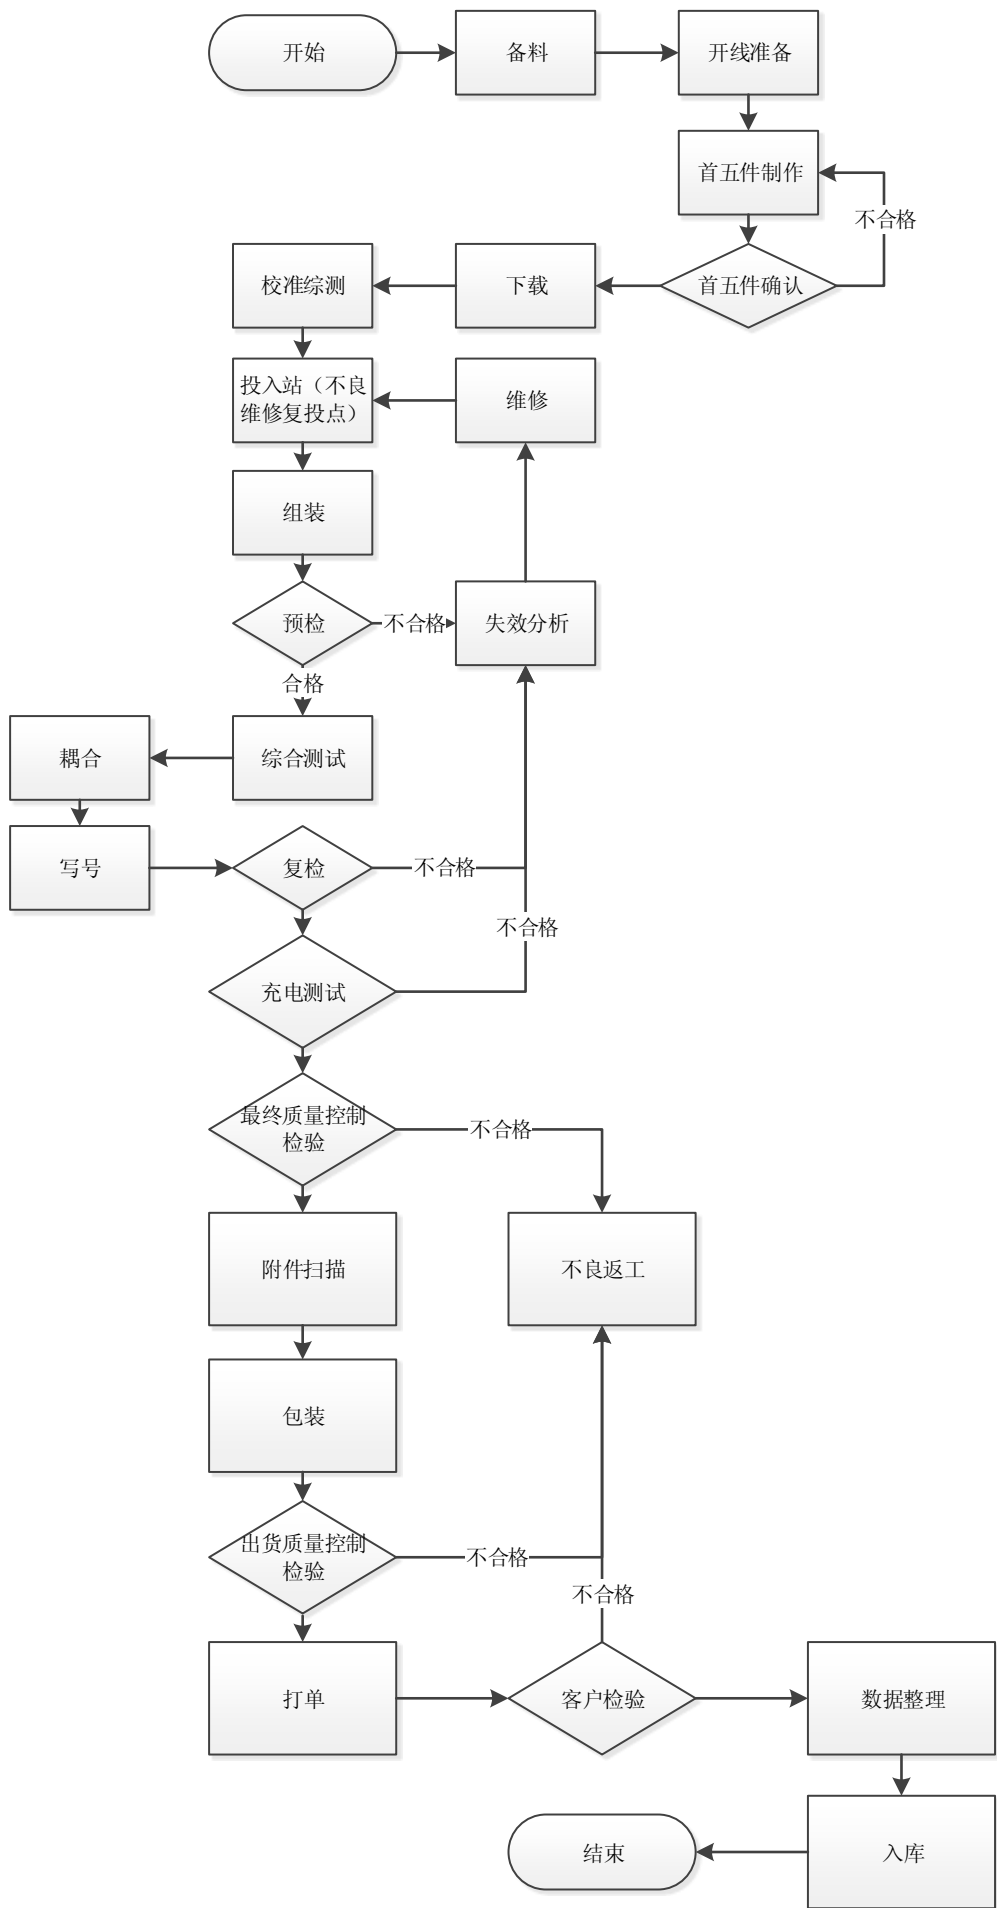 开始
备料
开线准备
首五件制作
不合格
校准综测
下载
首五件确认
投入站（不良
维修复投点）
维修
组装
预检
不合格
失效分析
合格
耦合
综合测试
写号
复检
不合格
不合格
充电测试
最终质量控制
检验
不合格
附件扫描
不良返工
包装
出货质量控制
检验
不合格
不合格
打单
客户检验
数据整理
结束
入库